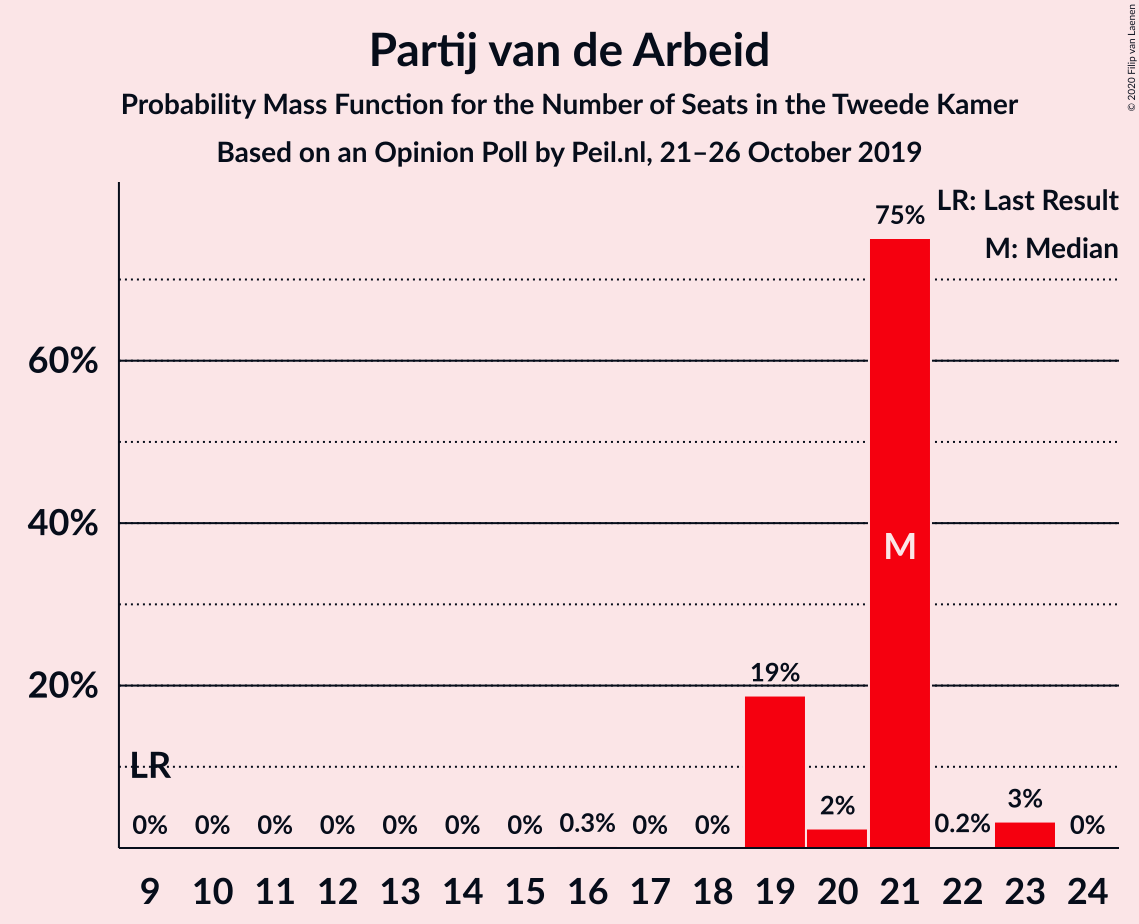 Partij van de Arbeid
Probability Mass Function for the Number of Seats in the Tweede Kamer
Based on an Opinion Poll by Peil.nl, 21–26 October 2019
© 2020 Filip van Laenen
LR: Last Result
M: Median
75%
60%
40%
M
20%
19%
LR
0% 0% 0% 0% 0% 0% 0% 0.3% 0% 0% 2% 0.2% 3% 0%
9 10 11 12 13 14 15 16 17 18 19 20 21 22 23 24